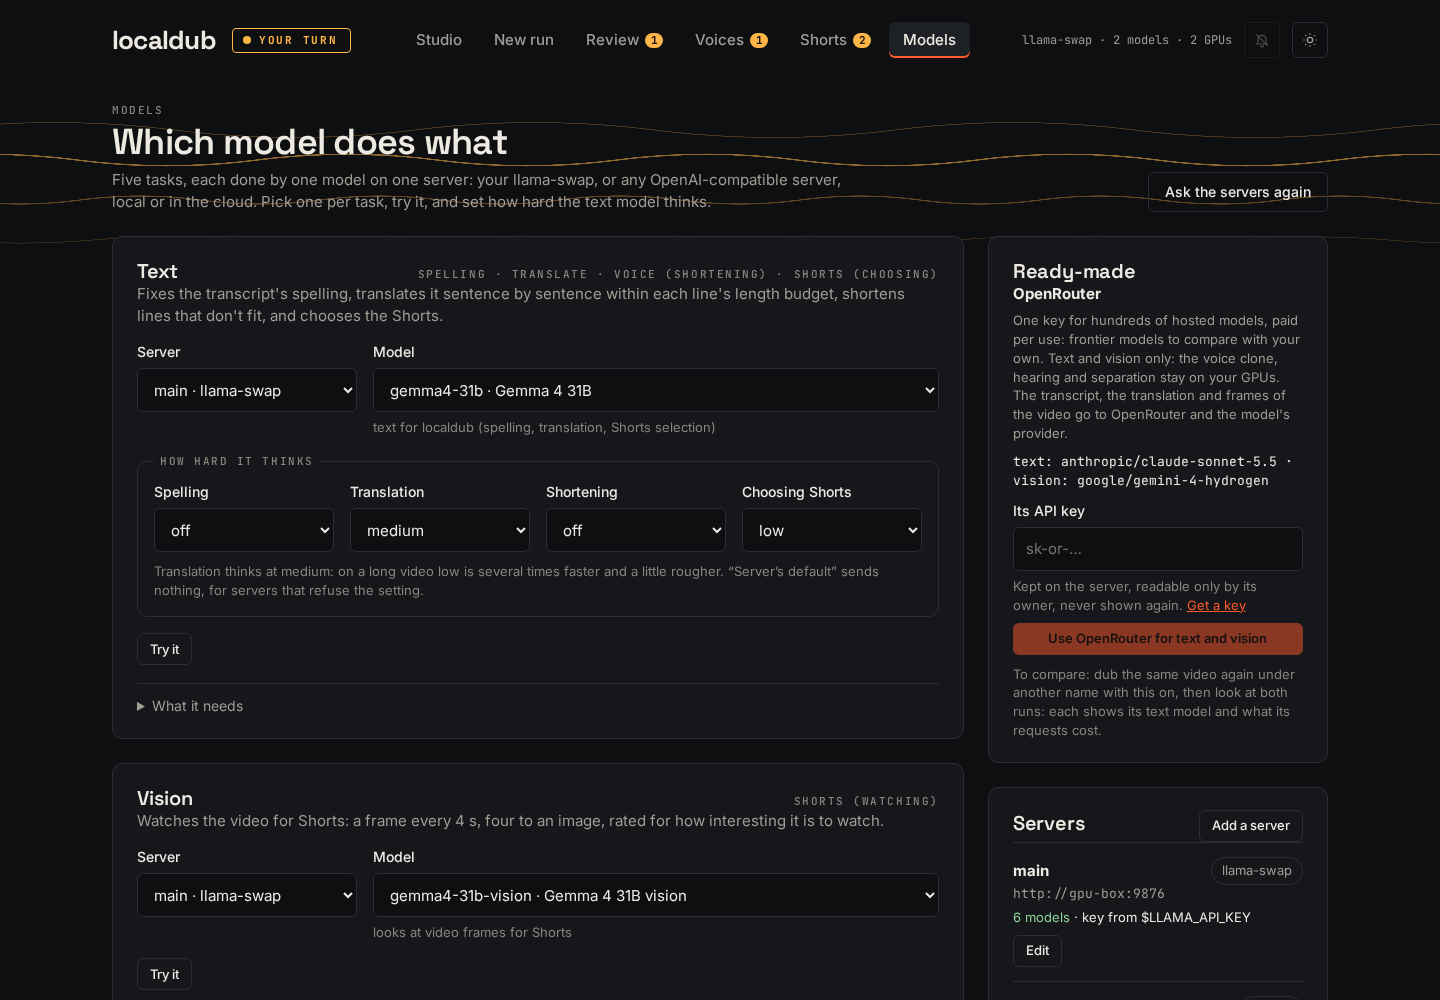 localdub
YOUR TURN
Studio
New run
Review 1
Voices 1
Shorts 2
Models
llama-swap · 2 models · 2 GPUs
MODELS
Which model does what
Five tasks, each done by one model on one server: your llama-swap, or any OpenAI-compatible server,
local or in the cloud. Pick one per task, try it, and set how hard the text model thinks.
Ask the servers again
Text
SPELLING · TRANSLATE · VOICE (SHORTENING) · SHORTS (CHOOSING)
Fixes the transcript's spelling, translates it sentence by sentence within each line's length budget, shortens
lines that don't fit, and chooses the Shorts.
Server
Model
main · llama-swap
gemma4-31b · Gemma 4 31B
text for localdub (spelling, translation, Shorts selection)
HOW HARD IT THINKS
Spelling
Translation
Shortening
Choosing Shorts
off
medium
off
low
Translation thinks at medium: on a long video low is several times faster and a little rougher. “Server’s default” sends
nothing, for servers that refuse the setting.
Try it
What it needs
Vision
SHORTS (WATCHING)
Watches the video for Shorts: a frame every 4 s, four to an image, rated for how interesting it is to watch.
Server
Model
main · llama-swap
gemma4-31b-vision · Gemma 4 31B vision
looks at video frames for Shorts
Try it
Ready-made
OpenRouter
One key for hundreds of hosted models, paid
per use: frontier models to compare with your
own. Text and vision only: the voice clone,
hearing and separation stay on your GPUs.
The transcript, the translation and frames of
the video go to OpenRouter and the model's
provider.
text: anthropic/claude-sonnet-5.5 ·
vision: google/gemini-4-hydrogen
Its API key
sk-or-...
Kept on the server, readable only by its
owner, never shown again. Get a key
Use OpenRouter for text and vision
To compare: dub the same video again under
another name with this on, then look at both
runs: each shows its text model and what its
requests cost.
Servers
Add a server
main
llama-swap
http://gpu-box:9876
6 models · key from $LLAMA_API_KEY
Edit